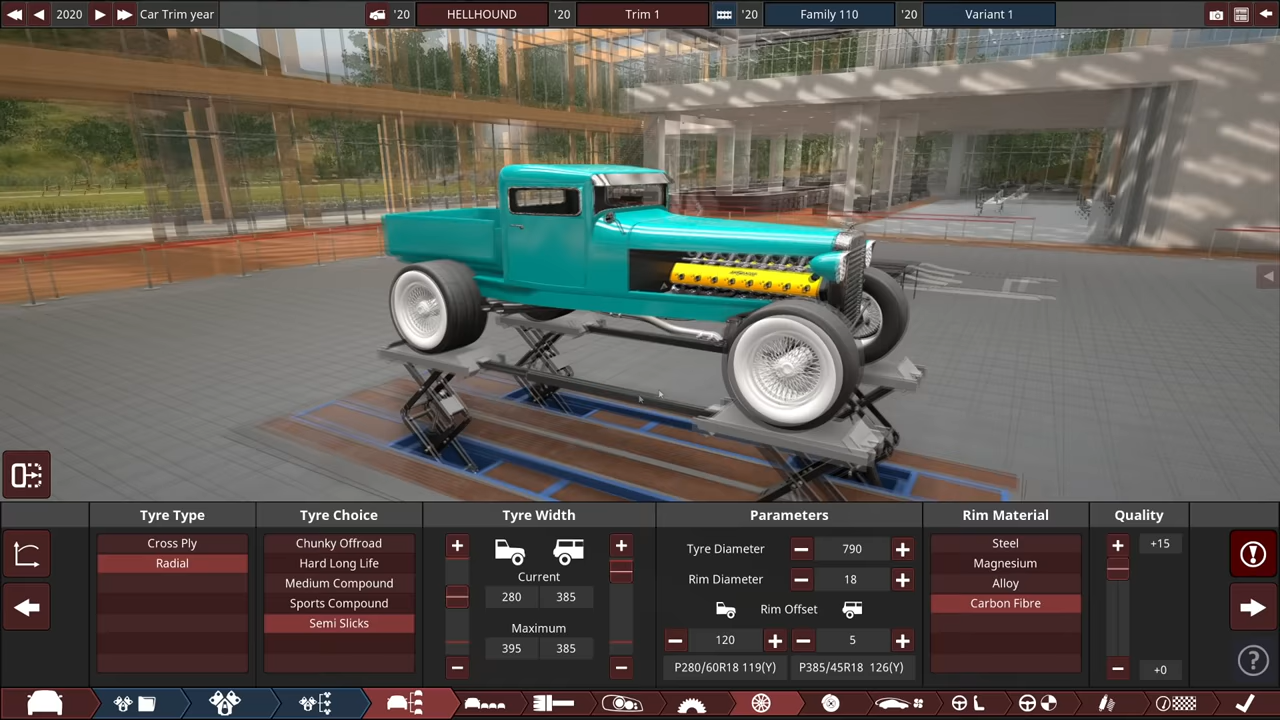 2020 Car Trim year '20 HELLHOUND '20 Trim 1 '20 Family 110 '20 Variant 1
Tyre Type
Cross Ply
Radial
Tyre Choice
Chunky Offroad
Hard Long Life
Medium Compound
Sports Compound
Semi Slicks
Tyre Width
Current
280 385
Maximum
395 385
Parameters
Tyre Diameter 790
Rim Diameter 18
Rim Offset
120 5
P280/60R18 119(Y) P385/45R18 126(Y)
Rim Material
Steel
Magnesium
Alloy
Carbon Fibre
Quality
+15
+0